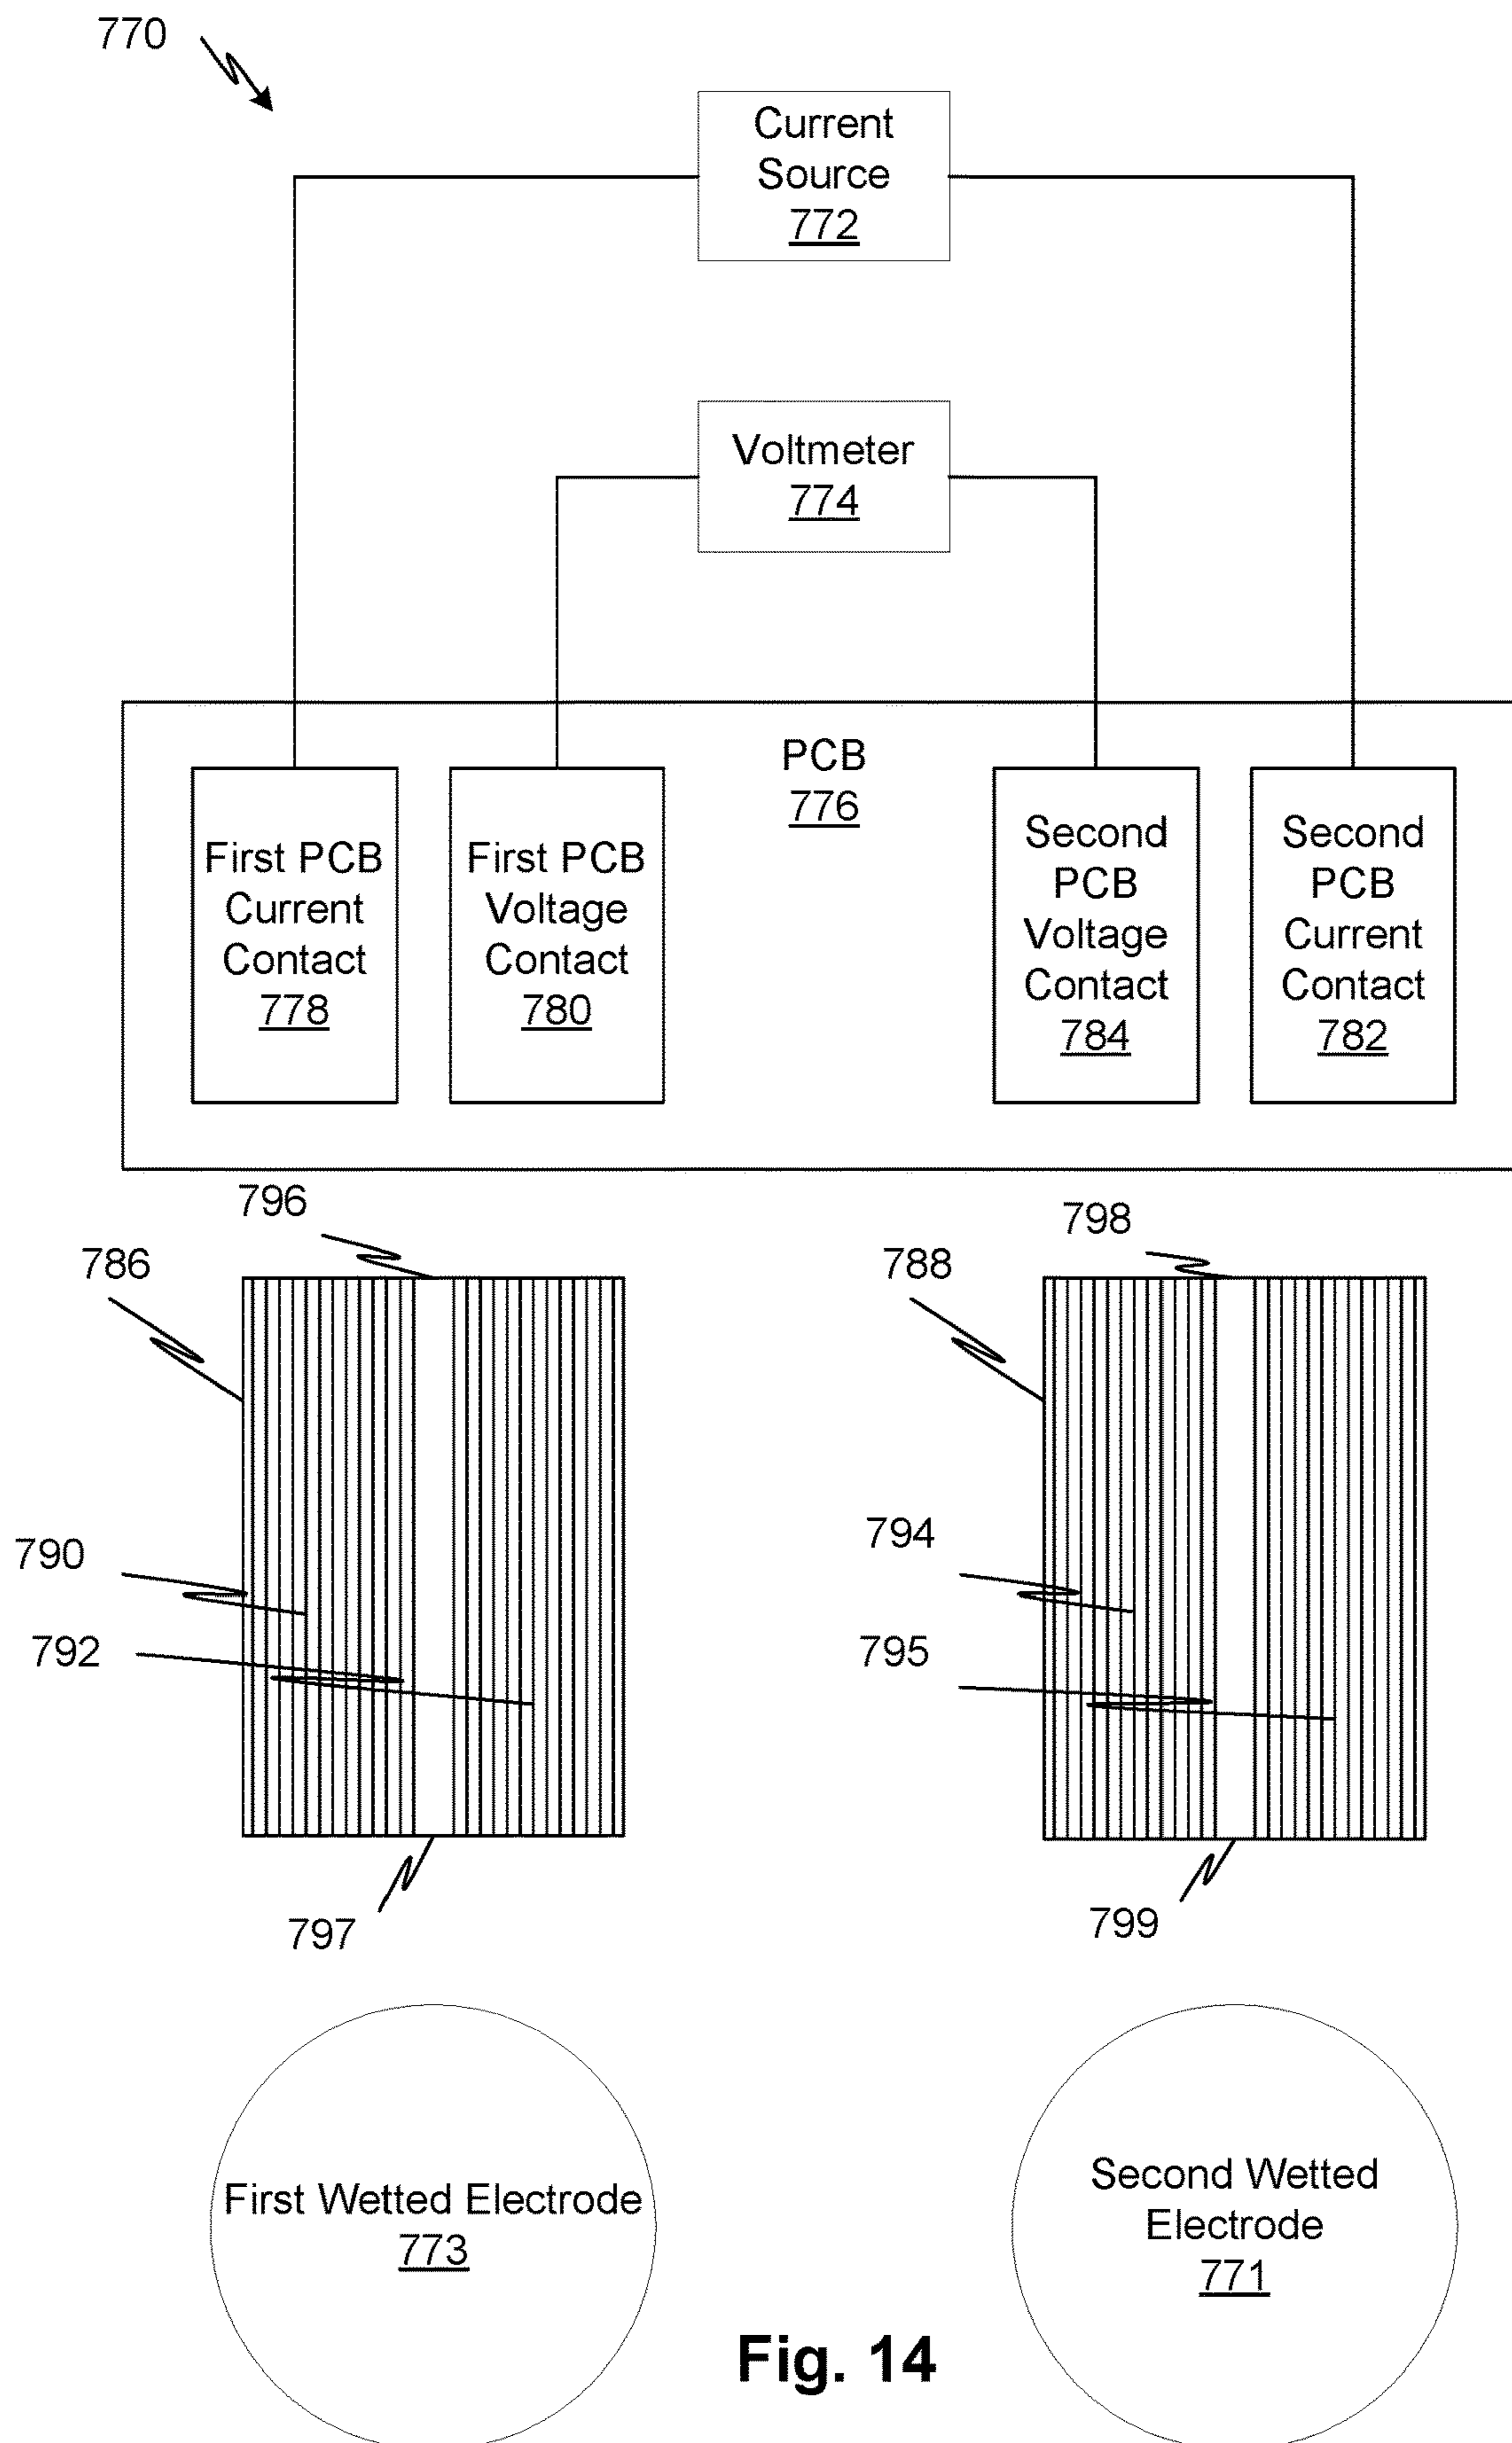 770
Current
Source
772
Voltmeter
774
PCB
776
First PCB
Current
Contact
778
First PCB
Voltage
Contact
780
Second
PCB
Voltage
Contact
784
Second
PCB
Current
Contact
782
796
798
786
788
790
794
792
795
797
799
First Wetted Electrode
773
Second Wetted
Electrode
771
Fig. 14